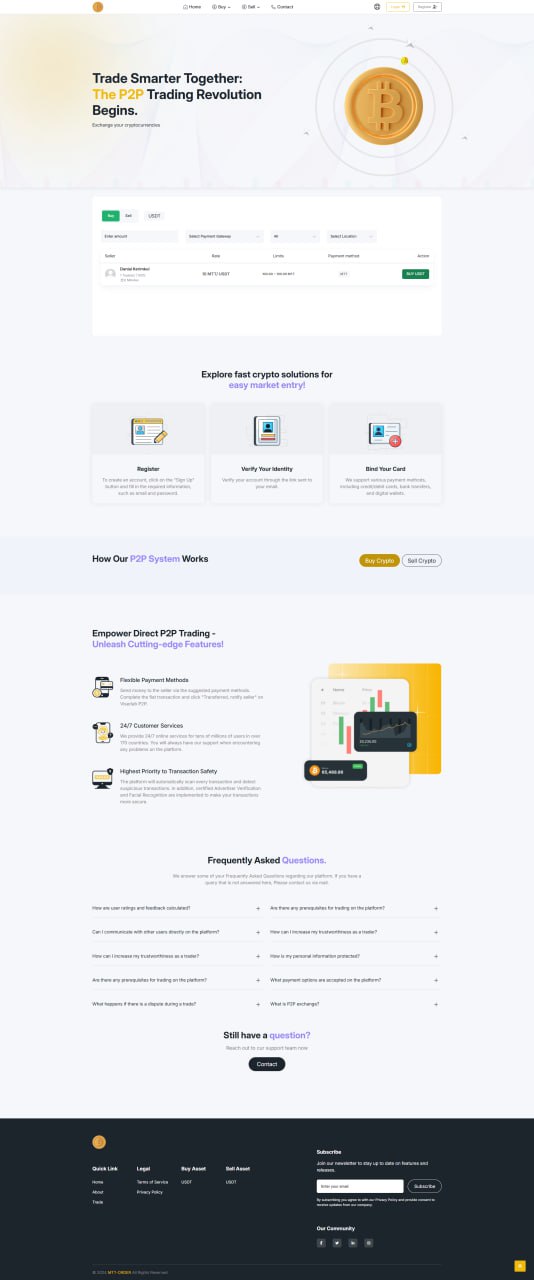 Home
Buy
Sell
Contact
Login
Register
Trade Smarter Together:
The P2P Trading Revolution
Begins.
Exchange your cryptocurrencies
Buy
Sell
USDT
Enter amount
Select Payment Gateway
All
Select Location
Seller
Rate
Limits
Payment method
Action
10 MTT/ USDT
MTT
BUY USDT
Explore fast crypto solutions for
easy market entry!
Register
To create an account, click on the "Sign Up"
button and fill in the required information,
such as email and password.
Verify Your Identity
Verify your account through the link sent to
your email.
Bind Your Card
We support various payment methods,
including credit/debit cards, bank transfers,
and digital wallets.
How Our P2P System Works
Buy Crypto
Sell Crypto
Empower Direct P2P Trading -
Unleash Cutting-edge Features!
Flexible Payment Methods
Send money to the seller via the suggested payment methods.
Complete the fiat transaction and click "Transferred, notify seller" on
P2P.
24/7 Customer Services
We provide 24/7 online services for tens of millions of users in over
170 countries. You will always have our support when encountering
any problems on the platform.
Highest Priority to Transaction Safety
The platform will automatically scan every transaction and detect
suspicious transactions. In addition, certified Advertiser Verification
and Facial Recognition are implemented to make your transactions
more secure.
Frequently Asked Questions.
We answer some of your Frequently Asked Questions regarding our platform. If you have a
query that is not answered here, Please contact us via mail.
How are user ratings and feedback calculated?
Are there any prerequisites for trading on the platform?
Can I communicate with other users directly on the platform?
How can I increase my trustworthiness as a trader?
How can I increase my trustworthiness as a trader?
How is my personal information protected?
Are there any prerequisites for trading on the platform?
What payment options are accepted on the platform?
What happens if there is a dispute during a trade?
What is P2P exchange?
Still have a question?
Reach out to our support team now
Contact
Quick Link
Home
About
Trade
Legal
Terms of Service
Privacy Policy
Buy Asset
USDT
Sell Asset
USDT
Subscribe
Join our newsletter to stay up to date on features and
releases.
Enter your email
Subscribe
By subscribing you agree to with our Privacy Policy and provide consent to
receive updates from our company.
Our Community
MTT-ORDER All Rights Reserved